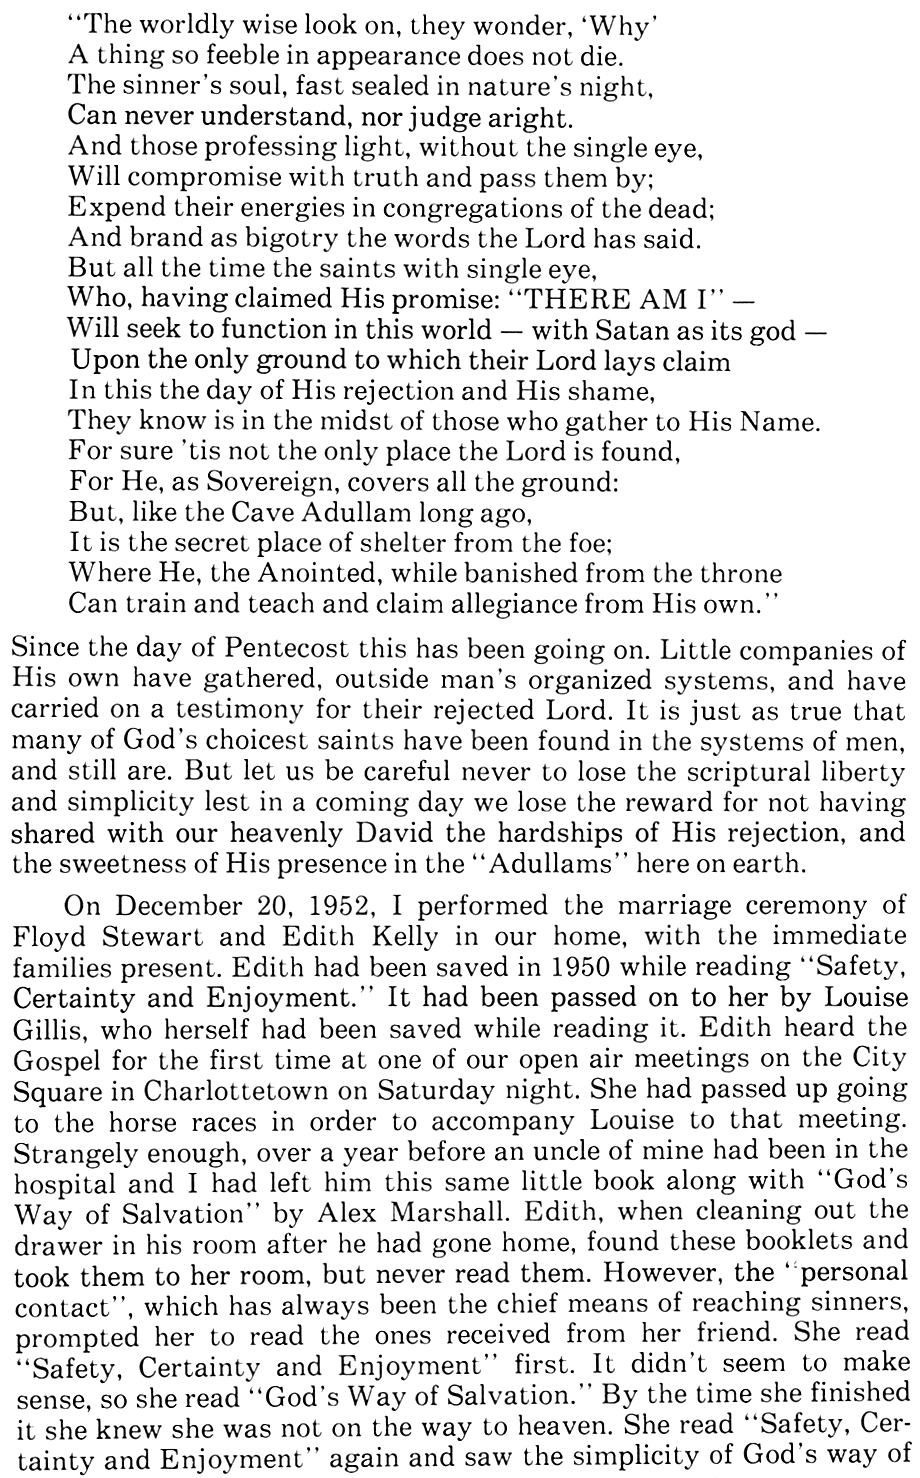 “The worldly wise look on, they wonder, ‘Why’
A thing so feeble in appearance does not die.
The sinner’s soul, fast sealed in nature’s night,
Can never understand, nor judge aright.
And those professing light, without the single eye,
Will compromise with truth and pass them by;
Expend their energies in congregations of the dead;
And brand as bigotry the words the Lord has said.
But all the time the saints with single eye,
Who, having claimed His promise: “THERE AM I” —
Will seek to function in this world — with Satan as its god —
Upon the only ground to which their Lord lays claim
In this the day of His rejection and His shame,
They know is in the midst of those who gather to His Name.
For sure ’tis not the only place the Lord is found,
For He, as Sovereign, covers all the ground:
But, like the Cave Adullam long ago,
It is the secret place of shelter from the foe;
Where He, the Anointed, while banished from the throne
Can train and teach and claim allegiance from His own.”
Since the day of Pentecost this has been going on. Little companies of
His own have gathered, outside man’s organized systems, and have
carried on a testimony for their rejected Lord. It is just as true that
many of God’s choicest saints have been found in the systems of men,
and still are. But let us be careful never to lose the scriptural liberty
and simplicity lest in a coming day we lose the reward for not having
shared with our heavenly David the hardships of His rejection, and
the sweetness of His presence in the “Adullams” here on earth.
On December 20, 1952, I performed the marriage ceremony of
Floyd Stewart and Edith Kelly in our home, with the immediate
families present. Edith had been saved in 1950 while reading “Safety,
Certainty and Enjoyment.” It had been passed on to her by Louise
Gillis, who herself had been saved while reading it. Edith heard the
Gospel for the first time at one of our open air meetings on the City
Square in Charlottetown on Saturday night. She had passed up going
to the horse races in order to accompany Louise to that meeting.
Strangely enough, over a year before an uncle of mine had been in the
hospital and I had left him this same little book along with “God’s
Way of Salvation” by Alex Marshall. Edith, when cleaning out the
drawer in his room after he had gone home, found these booklets and
took them to her room, but never read them. However, the “personal
contact”, which has always been the chief means of reaching sinners,
prompted her to read the ones received from her friend. She read
“Safety, Certainty and Enjoyment” first. It didn’t seem to make
sense, so she read “God’s Way of Salvation.” By the time she finished
it she knew she was not on the way to heaven. She read “Safety, Cer-
tainty and Enjoyment” again and saw the simplicity of God’s way of